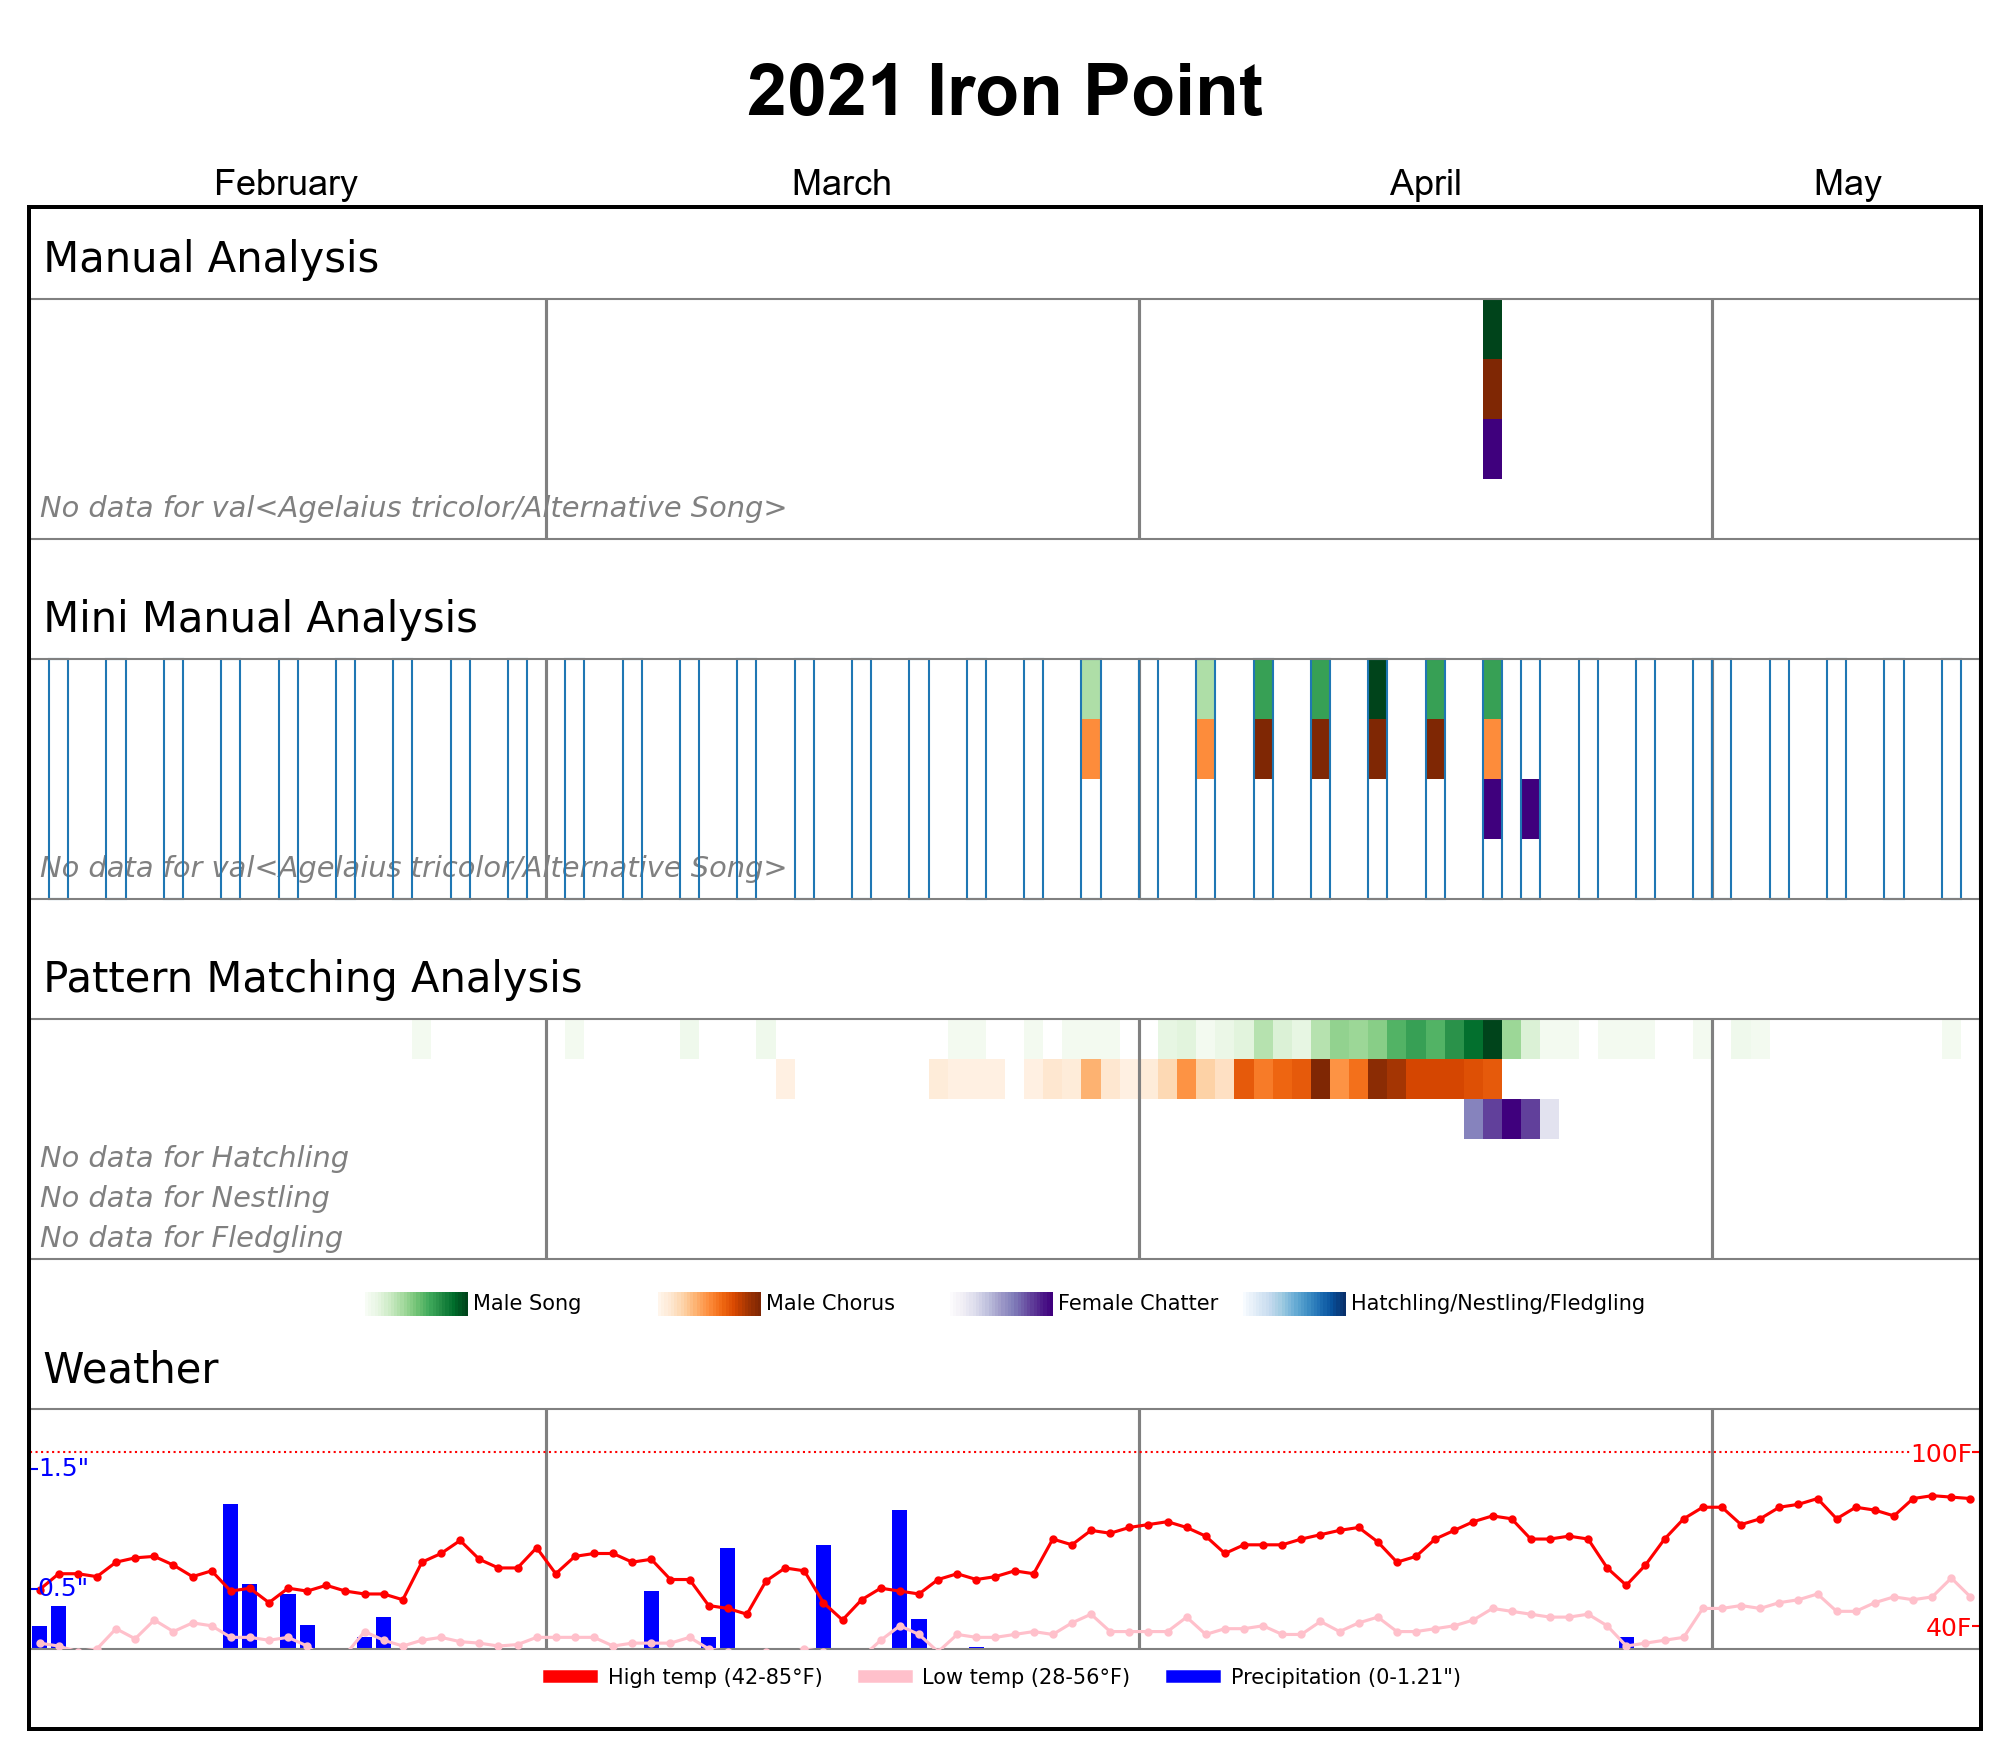 2021 Iron Point
February March April May
Manual Analysis
No data for val<Agelaius tricolor/Alternative Song>
Mini Manual Analysis
No data for val<Agelaius tricolor/Alternative Song>
Pattern Matching Analysis
No data for Hatchling
No data for Nestling
No data for Fledgling
Male Song Male Chorus Female Chatter Hatchling/Nestling/Fledgling
Weather
1.5" 100F
0.5"
40F
High temp (42-85°F) Low temp (28-56°F) Precipitation (0-1.21")